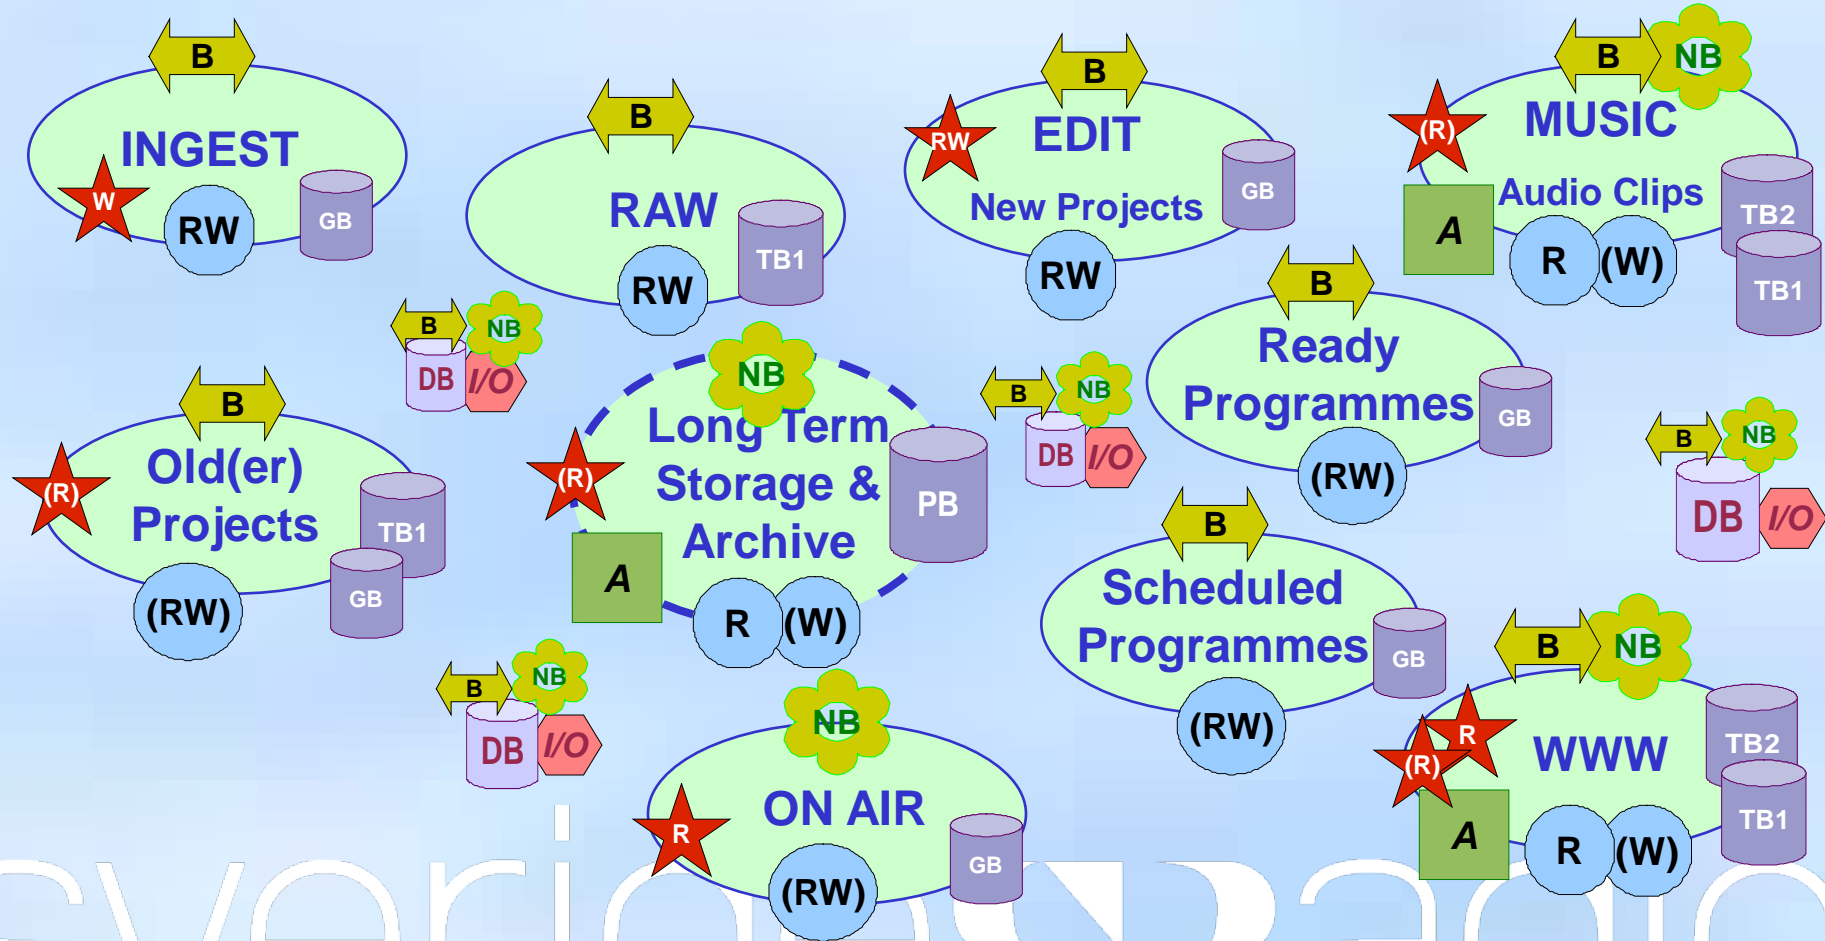 B
INGEST
W
RW
GB
B
RAW
TB1
RW
B
RW
EDIT
New Projects
GB
RW
B
NB
(R)
MUSIC
Audio Clips
A
TB2
R
(W)
TB1
B
NB
DB
I/O
B
Old(er)
Projects
(R)
TB1
GB
(RW)
NB
Long Term
Storage &
Archive
(R)
PB
A
R
(W)
B
NB
DB
I/O
B
Ready
Programmes
GB
(RW)
B
NB
DB
I/O
B
Scheduled
Programmes
GB
(RW)
B
NB
DB
I/O
NB
ON AIR
R
GB
(RW)
B
NB
R
(R)
WWW
TB2
TB1
A
R
(W)